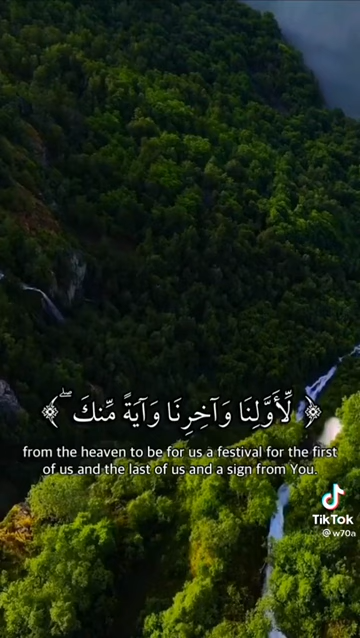 ﴿ لِّأَوَّلِنَا وَآخِرِنَا وَآيَةً مِّنكَ ۖ ﴾
from the heaven to be for us a festival for the first
of us and the last of us and a sign from You.
TikTok
@w70a